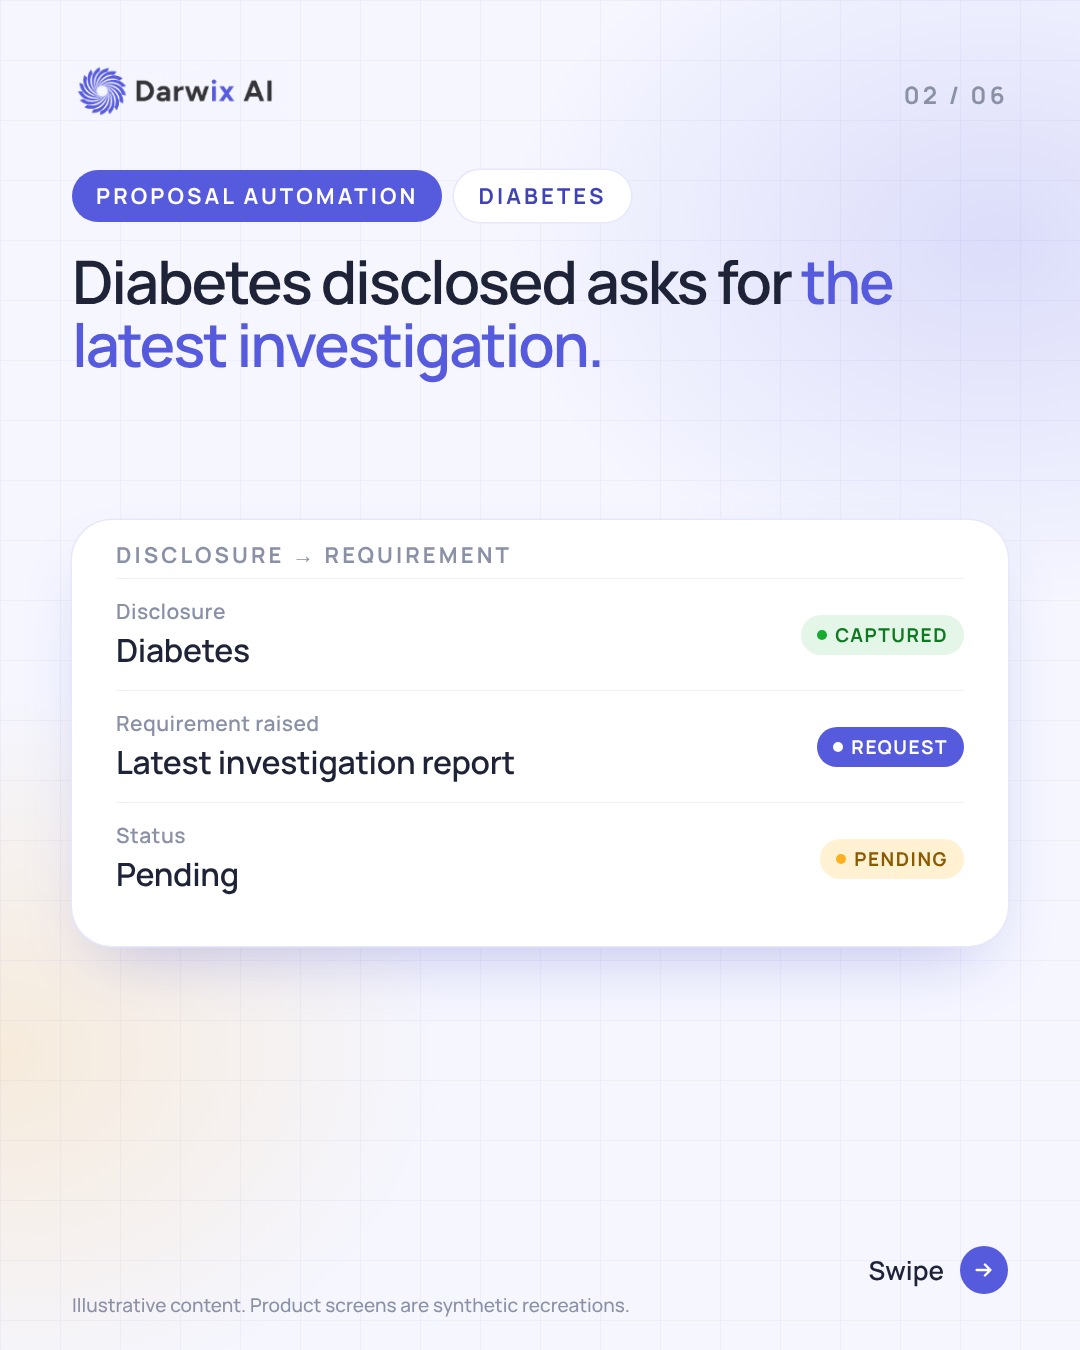 Darwix AI
02 / 06
PROPOSAL AUTOMATION
DIABETES
Diabetes disclosed asks for the
latest investigation.
DISCLOSURE → REQUIREMENT
Disclosure
Diabetes
CAPTURED
Requirement raised
Latest investigation report
REQUEST
Status
Pending
PENDING
Swipe
Illustrative content. Product screens are synthetic recreations.